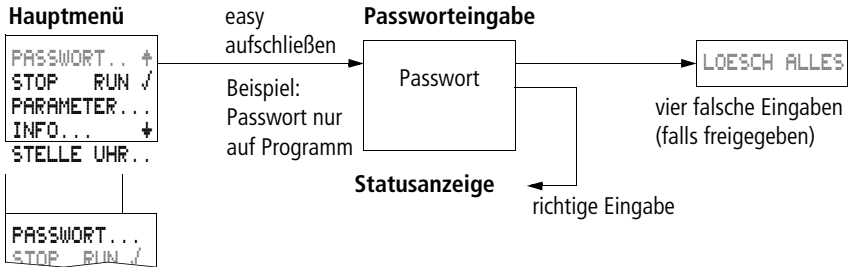 Hauptmenü
PASSWORT..
STOP RUN √
PARAMETER...
INFO...
STELLE UHR..
PASSWORT...
STOP RUN √
easy
aufschließen
Beispiel:
Passwort nur
auf Programm
Passworteingabe
Passwort
Statusanzeige
richtige Eingabe
LOESCH ALLES
vier falsche Eingaben
(falls freigegeben)